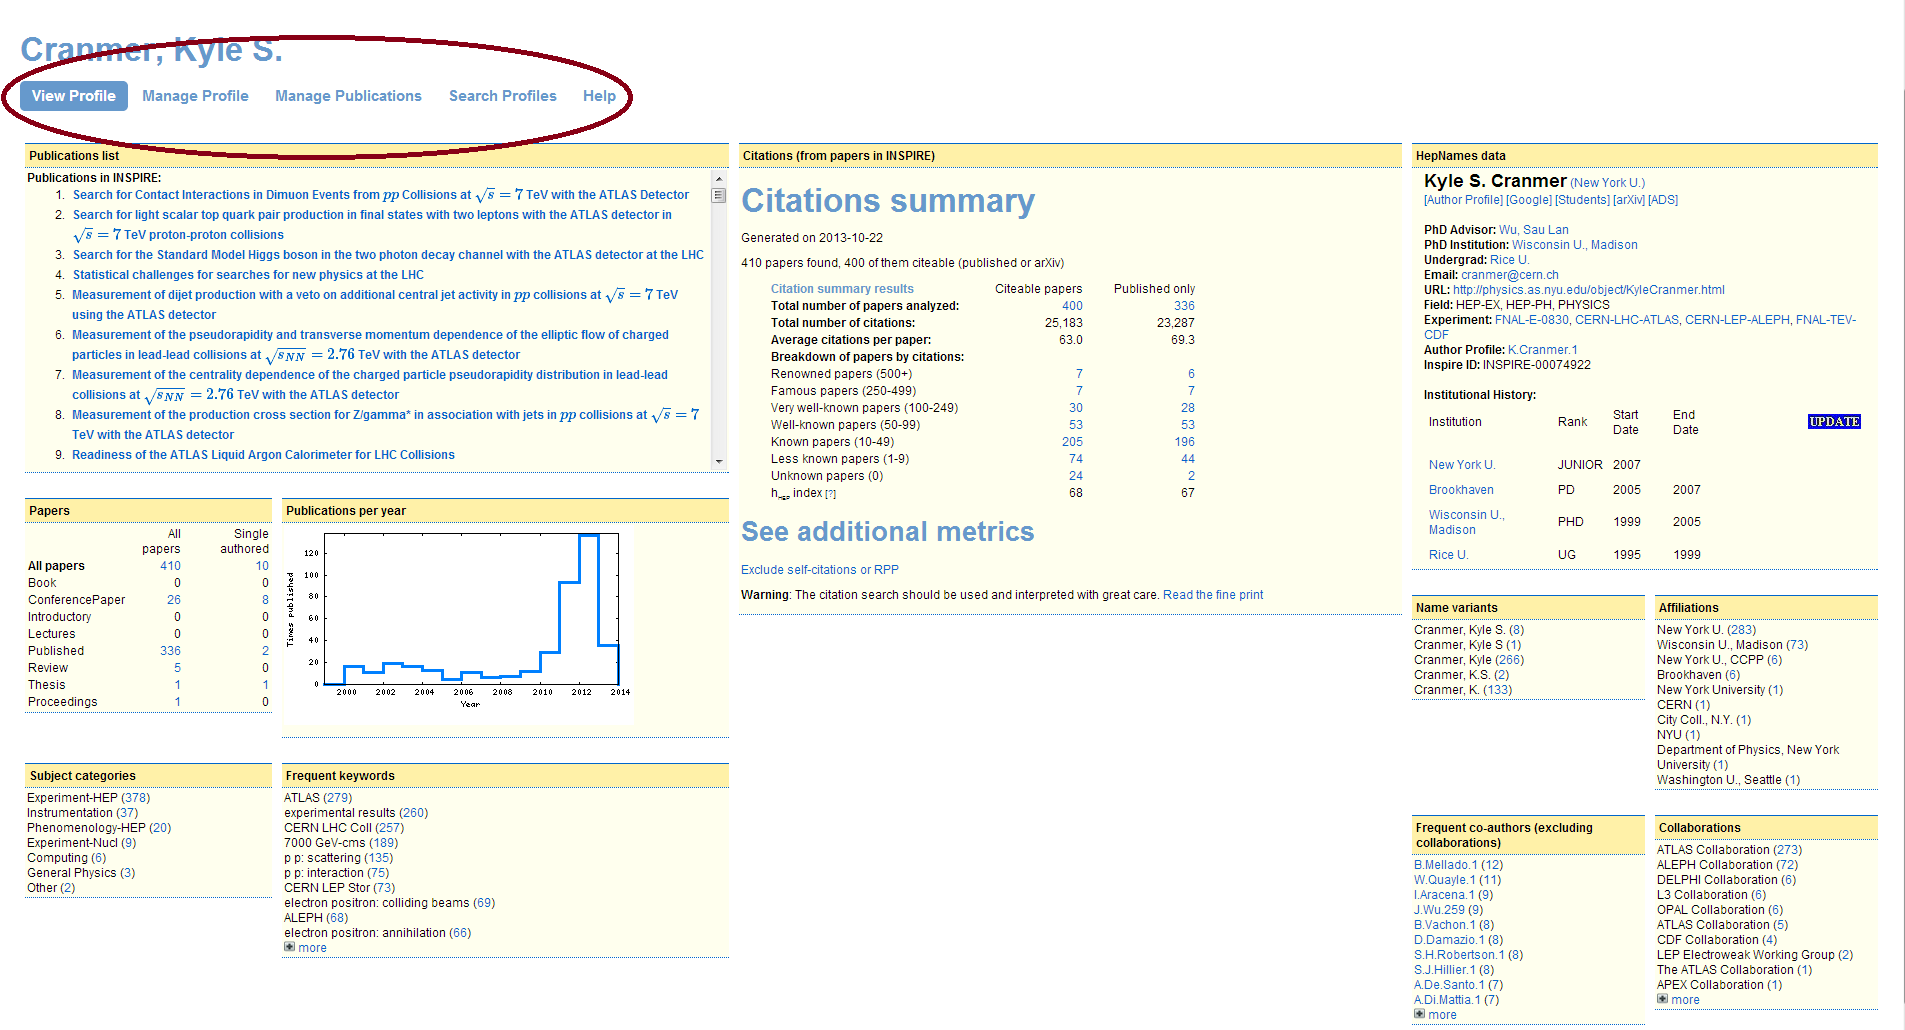 Cranmer, Kyle S.
View Profile Manage Profile Manage Publications Search Profiles Help
Publications list
Publications in INSPIRE:
1. Search for Contact Interactions in Dimuon Events from pp Collisions at √s = 7 TeV with the ATLAS Detector
2. Search for light scalar top quark pair production in final states with two leptons with the ATLAS detector in
√s = 7 TeV proton-proton collisions
3. Search for the Standard Model Higgs boson in the two photon decay channel with the ATLAS detector at the LHC
4. Statistical challenges for searches for new physics at the LHC
5. Measurement of dijet production with a veto on additional central jet activity in pp collisions at √s = 7 TeV
using the ATLAS detector
6. Measurement of the pseudorapidity and transverse momentum dependence of the elliptic flow of charged
particles in lead-lead collisions at √sNN = 2.76 TeV with the ATLAS detector
7. Measurement of the centrality dependence of the charged particle pseudorapidity distribution in lead-lead
collisions at √sNN = 2.76 TeV with the ATLAS detector
8. Measurement of the production cross section for Z/gamma* in association with jets in pp collisions at √s = 7
TeV with the ATLAS detector
9. Readiness of the ATLAS Liquid Argon Calorimeter for LHC Collisions
Papers
All Single
papers authored
All papers 410 10
Book 0 0
ConferencePaper 26 8
Introductory 0 0
Lectures 0 0
Published 336 2
Review 5 0
Thesis 1 1
Proceedings 1 0
Publications per year
Times published
120
100
80
60
40
20
0
2000 2002 2004 2006 2008 2010 2012 2014
Year
Subject categories
Experiment-HEP (378)
Instrumentation (37)
Phenomenology-HEP (20)
Experiment-Nucl (9)
Computing (6)
General Physics (3)
Other (2)
Frequent keywords
ATLAS (279)
experimental results (260)
CERN LHC Coll (257)
7000 GeV-cms (189)
p p: scattering (135)
p p: interaction (75)
CERN LEP Stor (73)
electron positron: colliding beams (69)
ALEPH (68)
electron positron: annihilation (66)
more
Citations (from papers in INSPIRE)
Citations summary
Generated on 2013-10-22
410 papers found, 400 of them citeable (published or arXiv)
Citation summary results Citeable papers Published only
Total number of papers analyzed: 400 336
Total number of citations: 25,183 23,287
Average citations per paper: 63.0 69.3
Breakdown of papers by citations:
Renowned papers (500+) 7 6
Famous papers (250-499) 7 7
Very well-known papers (100-249) 30 28
Well-known papers (50-99) 53 53
Known papers (10-49) 205 196
Less known papers (1-9) 74 44
Unknown papers (0) 24 2
hHEP index [?] 68 67
See additional metrics
Exclude self-citations or RPP
Warning: The citation search should be used and interpreted with great care. Read the fine print
HepNames data
Kyle S. Cranmer (New York U.)
[Author Profile] [Google] [Students] [arXiv] [ADS]
PhD Advisor: Wu, Sau Lan
PhD Institution: Wisconsin U., Madison
Undergrad: Rice U.
Email: cranmer@cern.ch
URL: http://physics.as.nyu.edu/object/KyleCranmer.html
Field: HEP-EX, HEP-PH, PHYSICS
Experiment: FNAL-E-0830, CERN-LHC-ATLAS, CERN-LEP-ALEPH, FNAL-TEV-
CDF
Author Profile: K.Cranmer.1
Inspire ID: INSPIRE-00074922
Institutional History:
Institution Rank Start Date End Date UPDATE
New York U. JUNIOR 2007
Brookhaven PD 2005 2007
Wisconsin U., Madison PHD 1999 2005
Rice U. UG 1995 1999
Name variants
Cranmer, Kyle S. (8)
Cranmer, Kyle S (1)
Cranmer, Kyle (266)
Cranmer, K.S. (2)
Cranmer, K. (133)
Affiliations
New York U. (283)
Wisconsin U., Madison (73)
New York U., CCPP (6)
Brookhaven (6)
New York University (1)
CERN (1)
City Coll., N.Y. (1)
NYU (1)
Department of Physics, New York
University (1)
Washington U., Seattle (1)
Frequent co-authors (excluding
collaborations)
B.Mellado.1 (12)
W.Quayle.1 (11)
I.Aracena.1 (9)
J.Wu.259 (9)
B.Vachon.1 (8)
D.Damazio.1 (8)
S.H.Robertson.1 (8)
S.J.Hillier.1 (8)
A.De.Santo.1 (7)
A.Di.Mattia.1 (7)
more
Collaborations
ATLAS Collaboration (273)
ALEPH Collaboration (72)
DELPHI Collaboration (6)
L3 Collaboration (6)
OPAL Collaboration (6)
ATLAS Collaboration (5)
CDF Collaboration (4)
LEP Electroweak Working Group (2)
The ATLAS Collaboration (1)
APEX Collaboration (1)
more